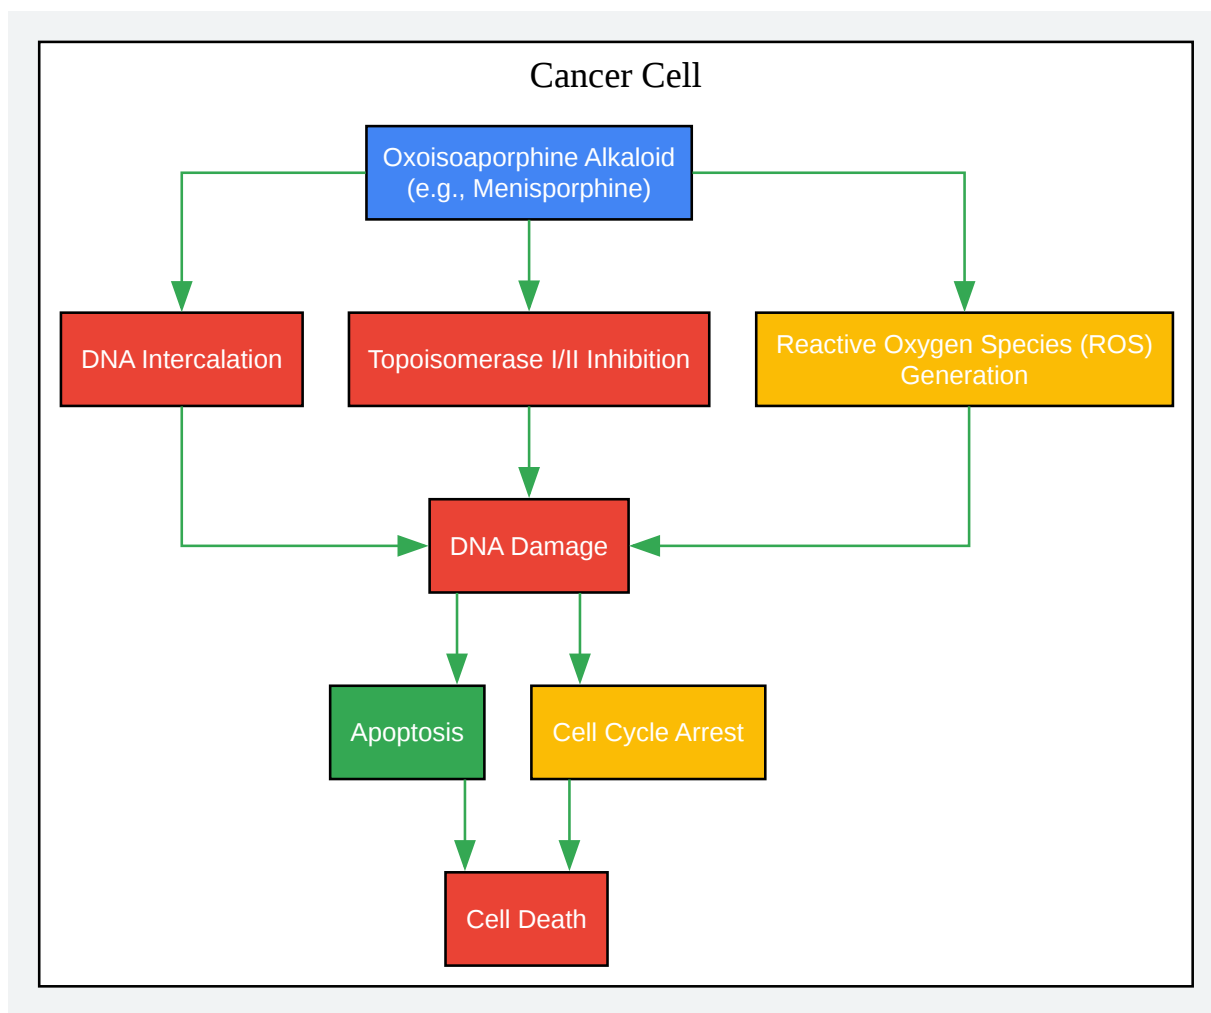 Cancer Cell
Oxoisoaporphine Alkaloid
(e.g., Menisporphine)
DNA Intercalation
Topoisomerase I/II Inhibition
Reactive Oxygen Species (ROS)
Generation
DNA Damage
Apoptosis
Cell Cycle Arrest
Cell Death